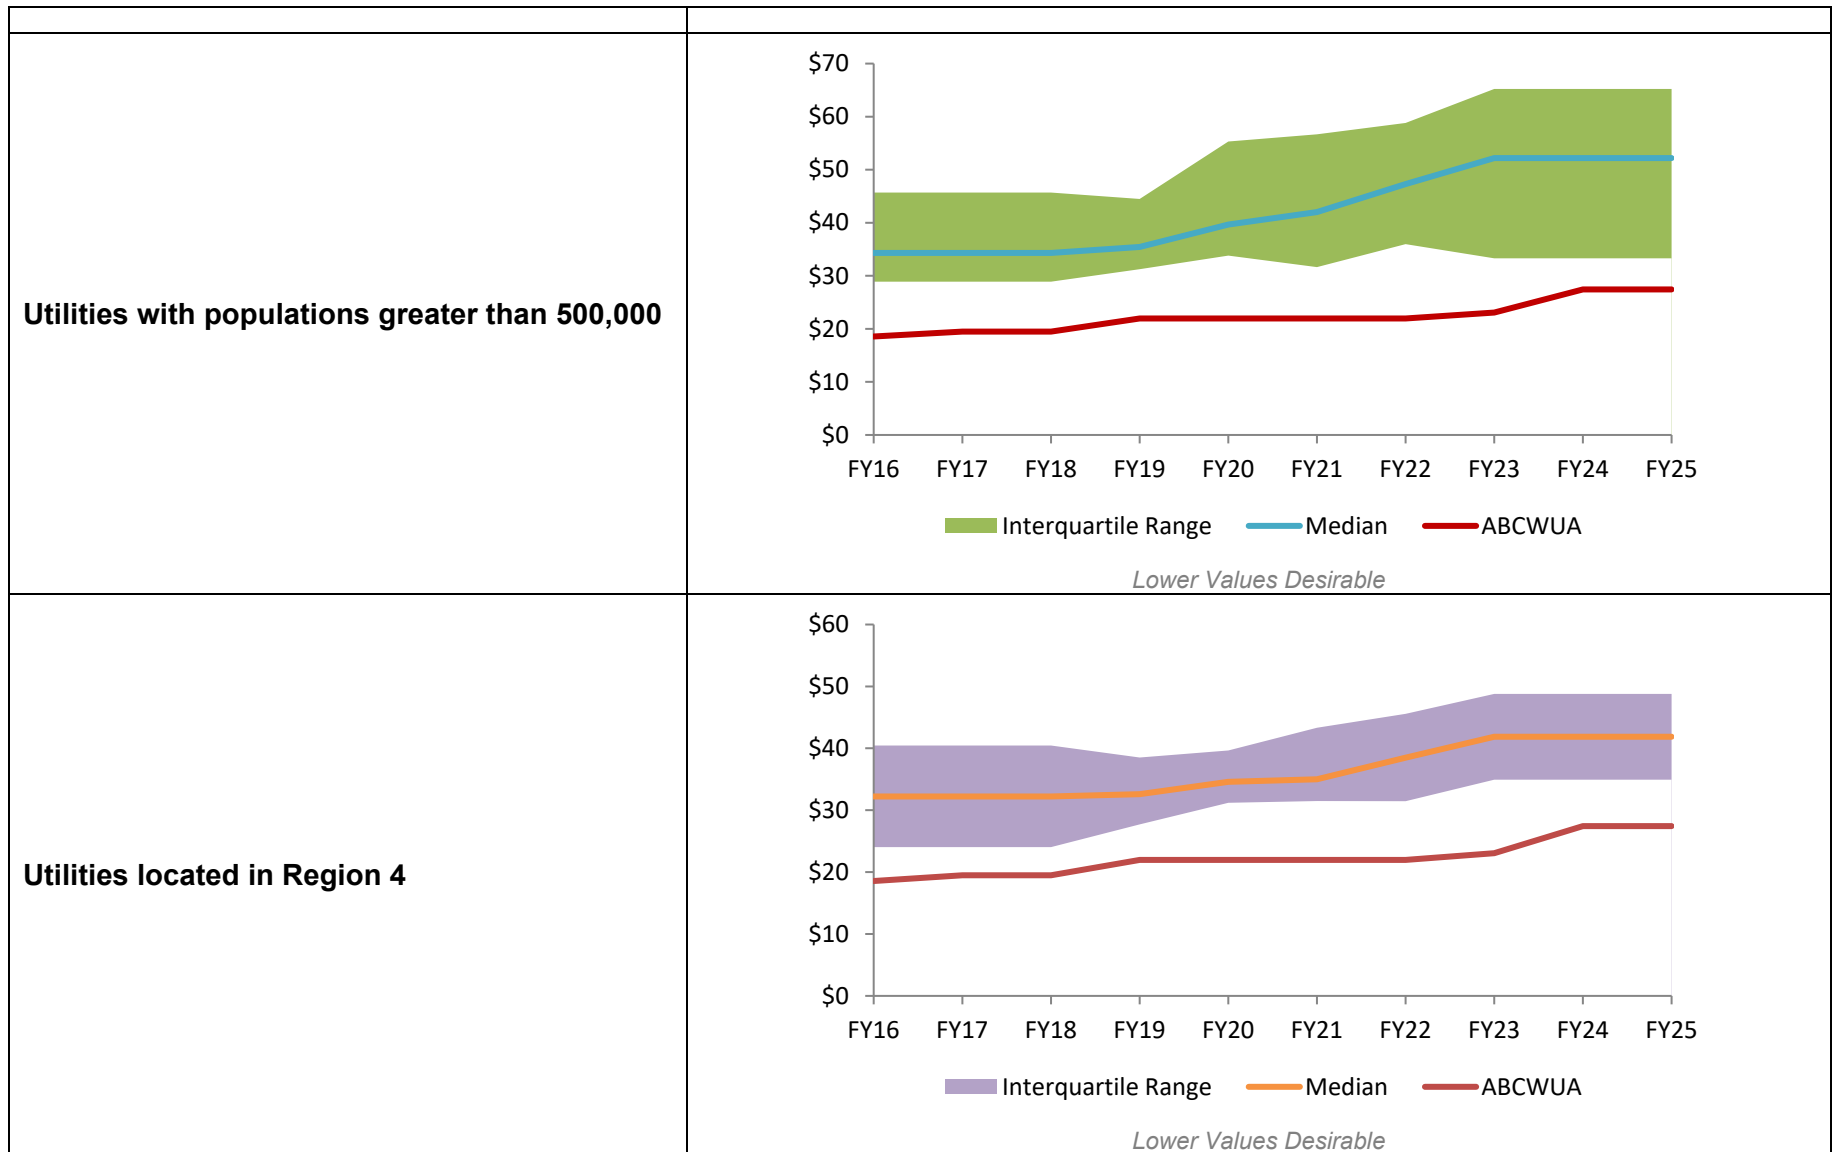 Utilities with populations greater than 500,000
$70
$60
$50
$40
$30
$20
$10
$0
FY16 FY17 FY18 FY19 FY20 FY21 FY22 FY23 FY24 FY25
Interquartile Range Median ABCWUA
Lower Values Desirable
Utilities located in Region 4
$60
$50
$40
$30
$20
$10
$0
FY16 FY17 FY18 FY19 FY20 FY21 FY22 FY23 FY24 FY25
Interquartile Range Median ABCWUA
Lower Values Desirable